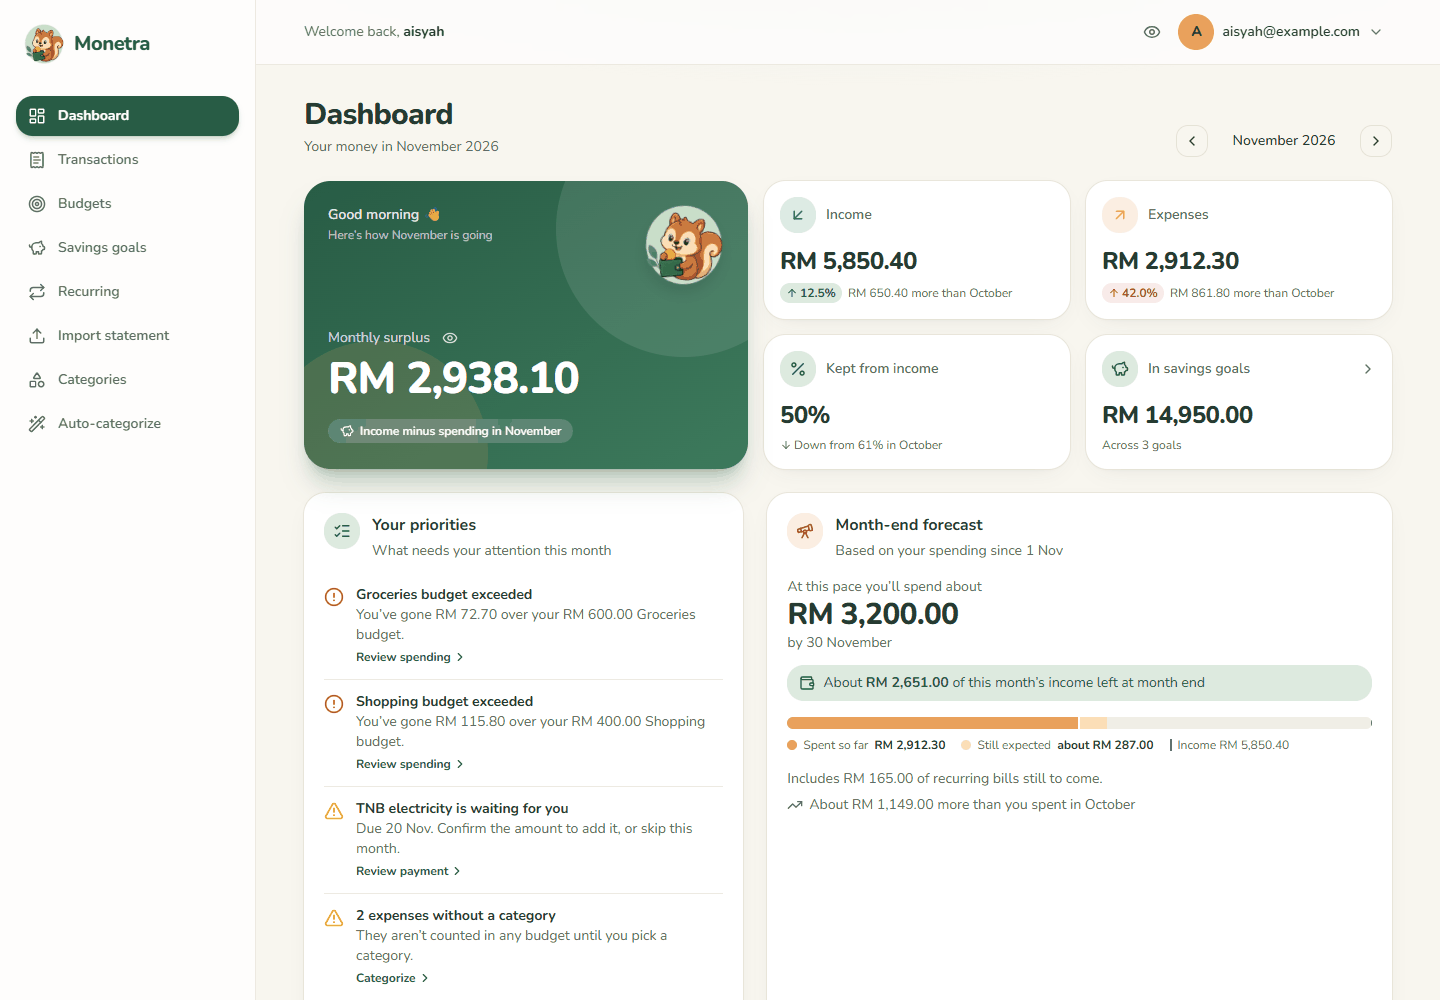 Monetra
Dashboard
Transactions
Budgets
Savings goals
Recurring
Import statement
Categories
Auto-categorize
Welcome back, aisyah
A
aisyah@example.com
Dashboard
Your money in November 2026
November 2026
Good morning 👋
Here's how November is going
Monthly surplus
RM 2,938.10
Income minus spending in November
Income
RM 5,850.40
↑ 12.5% RM 650.40 more than October
Expenses
RM 2,912.30
↑ 42.0% RM 861.80 more than October
Kept from income
50%
↓ Down from 61% in October
In savings goals
RM 14,950.00
Across 3 goals
Your priorities
What needs your attention this month
Groceries budget exceeded
You've gone RM 72.70 over your RM 600.00 Groceries
budget.
Review spending
Shopping budget exceeded
You've gone RM 115.80 over your RM 400.00 Shopping
budget.
Review spending
TNB electricity is waiting for you
Due 20 Nov. Confirm the amount to add it, or skip this
month.
Review payment
2 expenses without a category
They aren't counted in any budget until you pick a
category.
Categorize
Month-end forecast
Based on your spending since 1 Nov
At this pace you'll spend about
RM 3,200.00
by 30 November
About RM 2,651.00 of this month's income left at month end
Spent so far RM 2,912.30 Still expected about RM 287.00 Income RM 5,850.40
Includes RM 165.00 of recurring bills still to come.
About RM 1,149.00 more than you spent in October